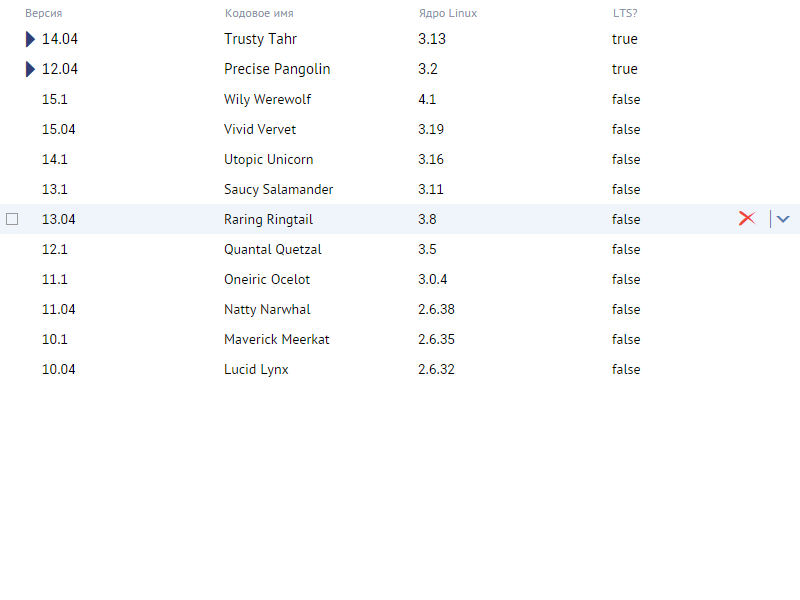 Версия Кодовое имя Ядро Linux LTS?
14.04 Trusty Tahr 3.13 true
12.04 Precise Pangolin 3.2 true
15.1 Wily Werewolf 4.1 false
15.04 Vivid Vervet 3.19 false
14.1 Utopic Unicorn 3.16 false
13.1 Saucy Salamander 3.11 false
13.04 Raring Ringtail 3.8 false
12.1 Quantal Quetzal 3.5 false
11.1 Oneiric Ocelot 3.0.4 false
11.04 Natty Narwhal 2.6.38 false
10.1 Maverick Meerkat 2.6.35 false
10.04 Lucid Lynx 2.6.32 false